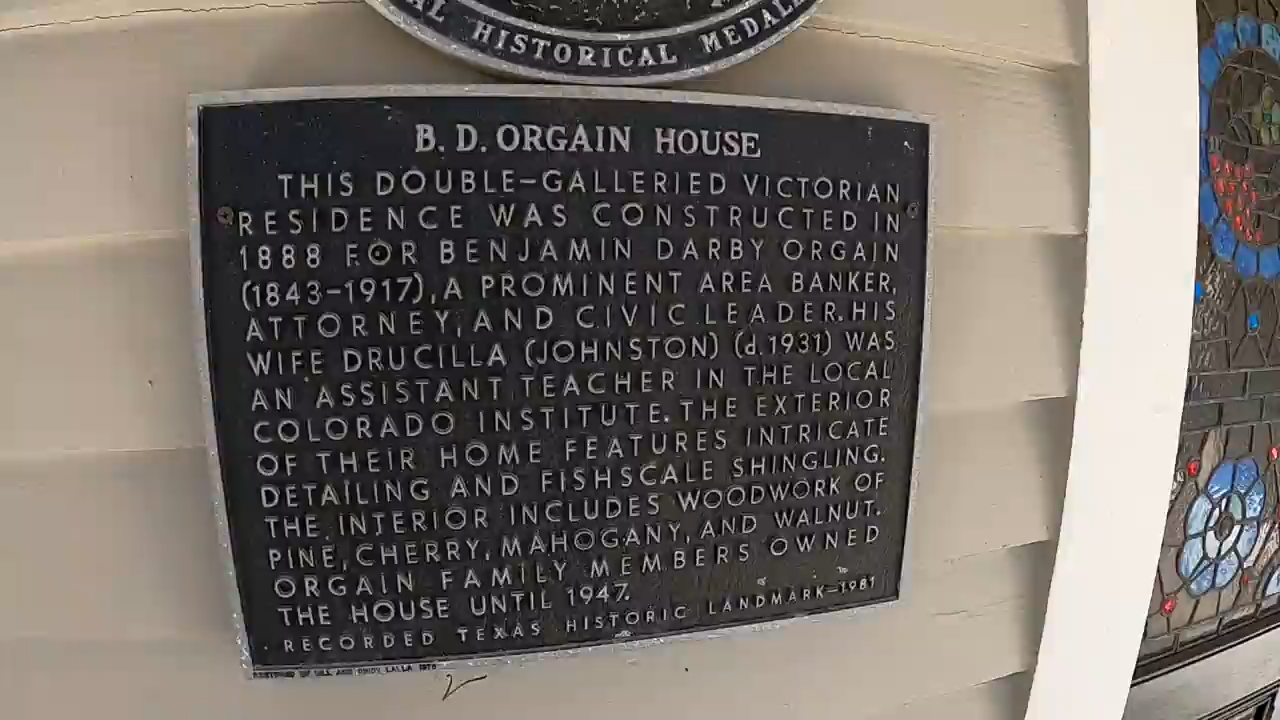 AL HISTORICAL MEDAL
B. D. ORGAIN HOUSE
THIS DOUBLE-GALLERIED VICTORIAN
RESIDENCE WAS CONSTRUCTED IN
1888 FOR BENJAMIN DARBY ORGAIN
(1843-1917), A PROMINENT AREA BANKER,
ATTORNEY, AND CIVIC LEADER. HIS
WIFE DRUCILLA (JOHNSTON) (d.1931) WAS
AN ASSISTANT TEACHER IN THE LOCAL
COLORADO INSTITUTE. THE EXTERIOR
OF THEIR HOME FEATURES INTRICATE
DETAILING AND FISHSCALE SHINGLING.
THE INTERIOR INCLUDES WOODWORK OF
PINE, CHERRY, MAHOGANY, AND WALNUT.
ORGAIN FAMILY MEMBERS OWNED
THE HOUSE UNTIL 1947.
RECORDED TEXAS HISTORIC LANDMARK-1981